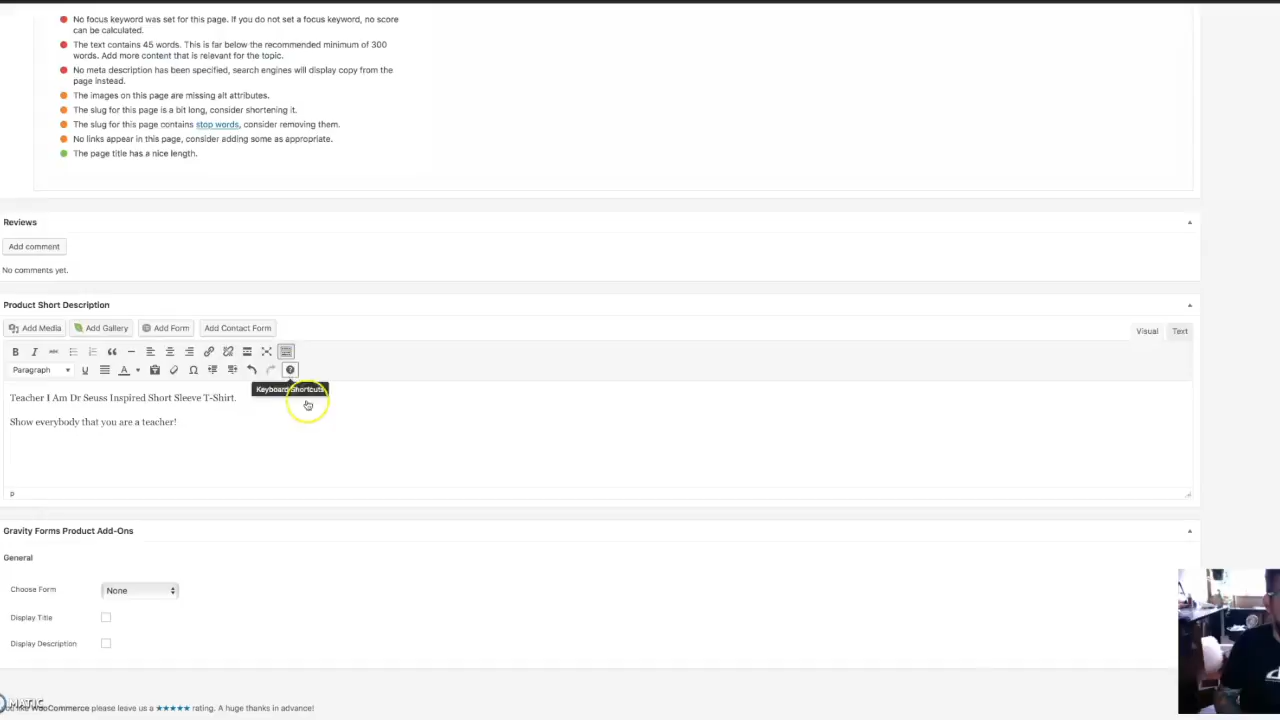 No focus keyword was set for this page. If you do not set a focus keyword, no score
can be calculated.
The text contains 45 words. This is far below the recommended minimum of 300
words. Add more content that is relevant for the topic.
No meta description has been specified, search engines will display copy from the
page instead.
The images on this page are missing alt attributes.
The slug for this page is a bit long, consider shortening it.
The slug for this page contains stop words, consider removing them.
No links appear in this page, consider adding some as appropriate.
The page title has a nice length.
Reviews
Add comment
No comments yet.
Product Short Description
Add Media Add Gallery Add Form Add Contact Form
Visual Text
B I ABC
Paragraph U A Ω ?
Keyboard Shortcuts
Teacher I Am Dr Seuss Inspired Short Sleeve T-Shirt.
Show everybody that you are a teacher!
P
Gravity Forms Product Add-Ons
General
Choose Form None
Display Title
Display Description
MATIC
like WooCommerce please leave us a ★★★★★ rating. A huge thanks in advance!